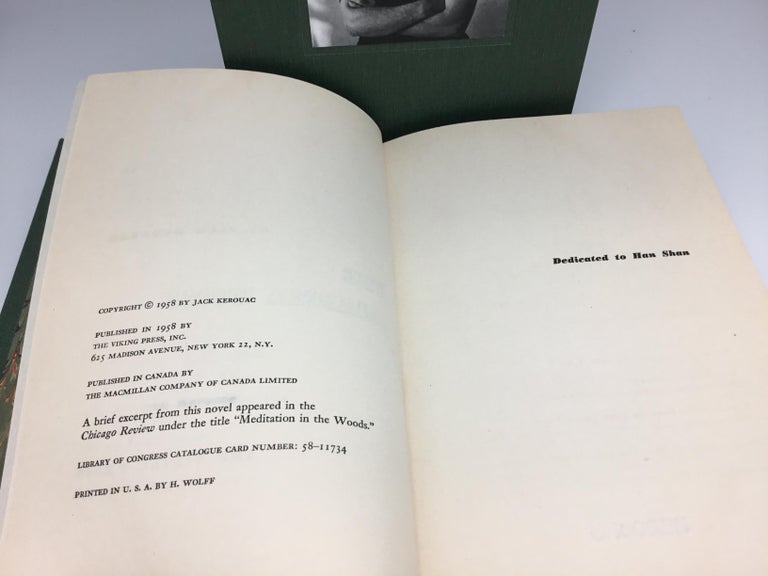 COPYRIGHT © 1958 BY JACK KEROUAC
PUBLISHED IN 1958 BY
THE VIKING PRESS, INC.
625 MADISON AVENUE, NEW YORK 22, N.Y.
PUBLISHED IN CANADA BY
THE MACMILLAN COMPANY OF CANADA LIMITED
A brief excerpt from this novel appeared in the
Chicago Review under the title "Meditation in the Woods."
LIBRARY OF CONGRESS CATALOGUE CARD NUMBER: 58–11734
PRINTED IN U. S. A. BY H. WOLFF
Dedicated to Han Shan